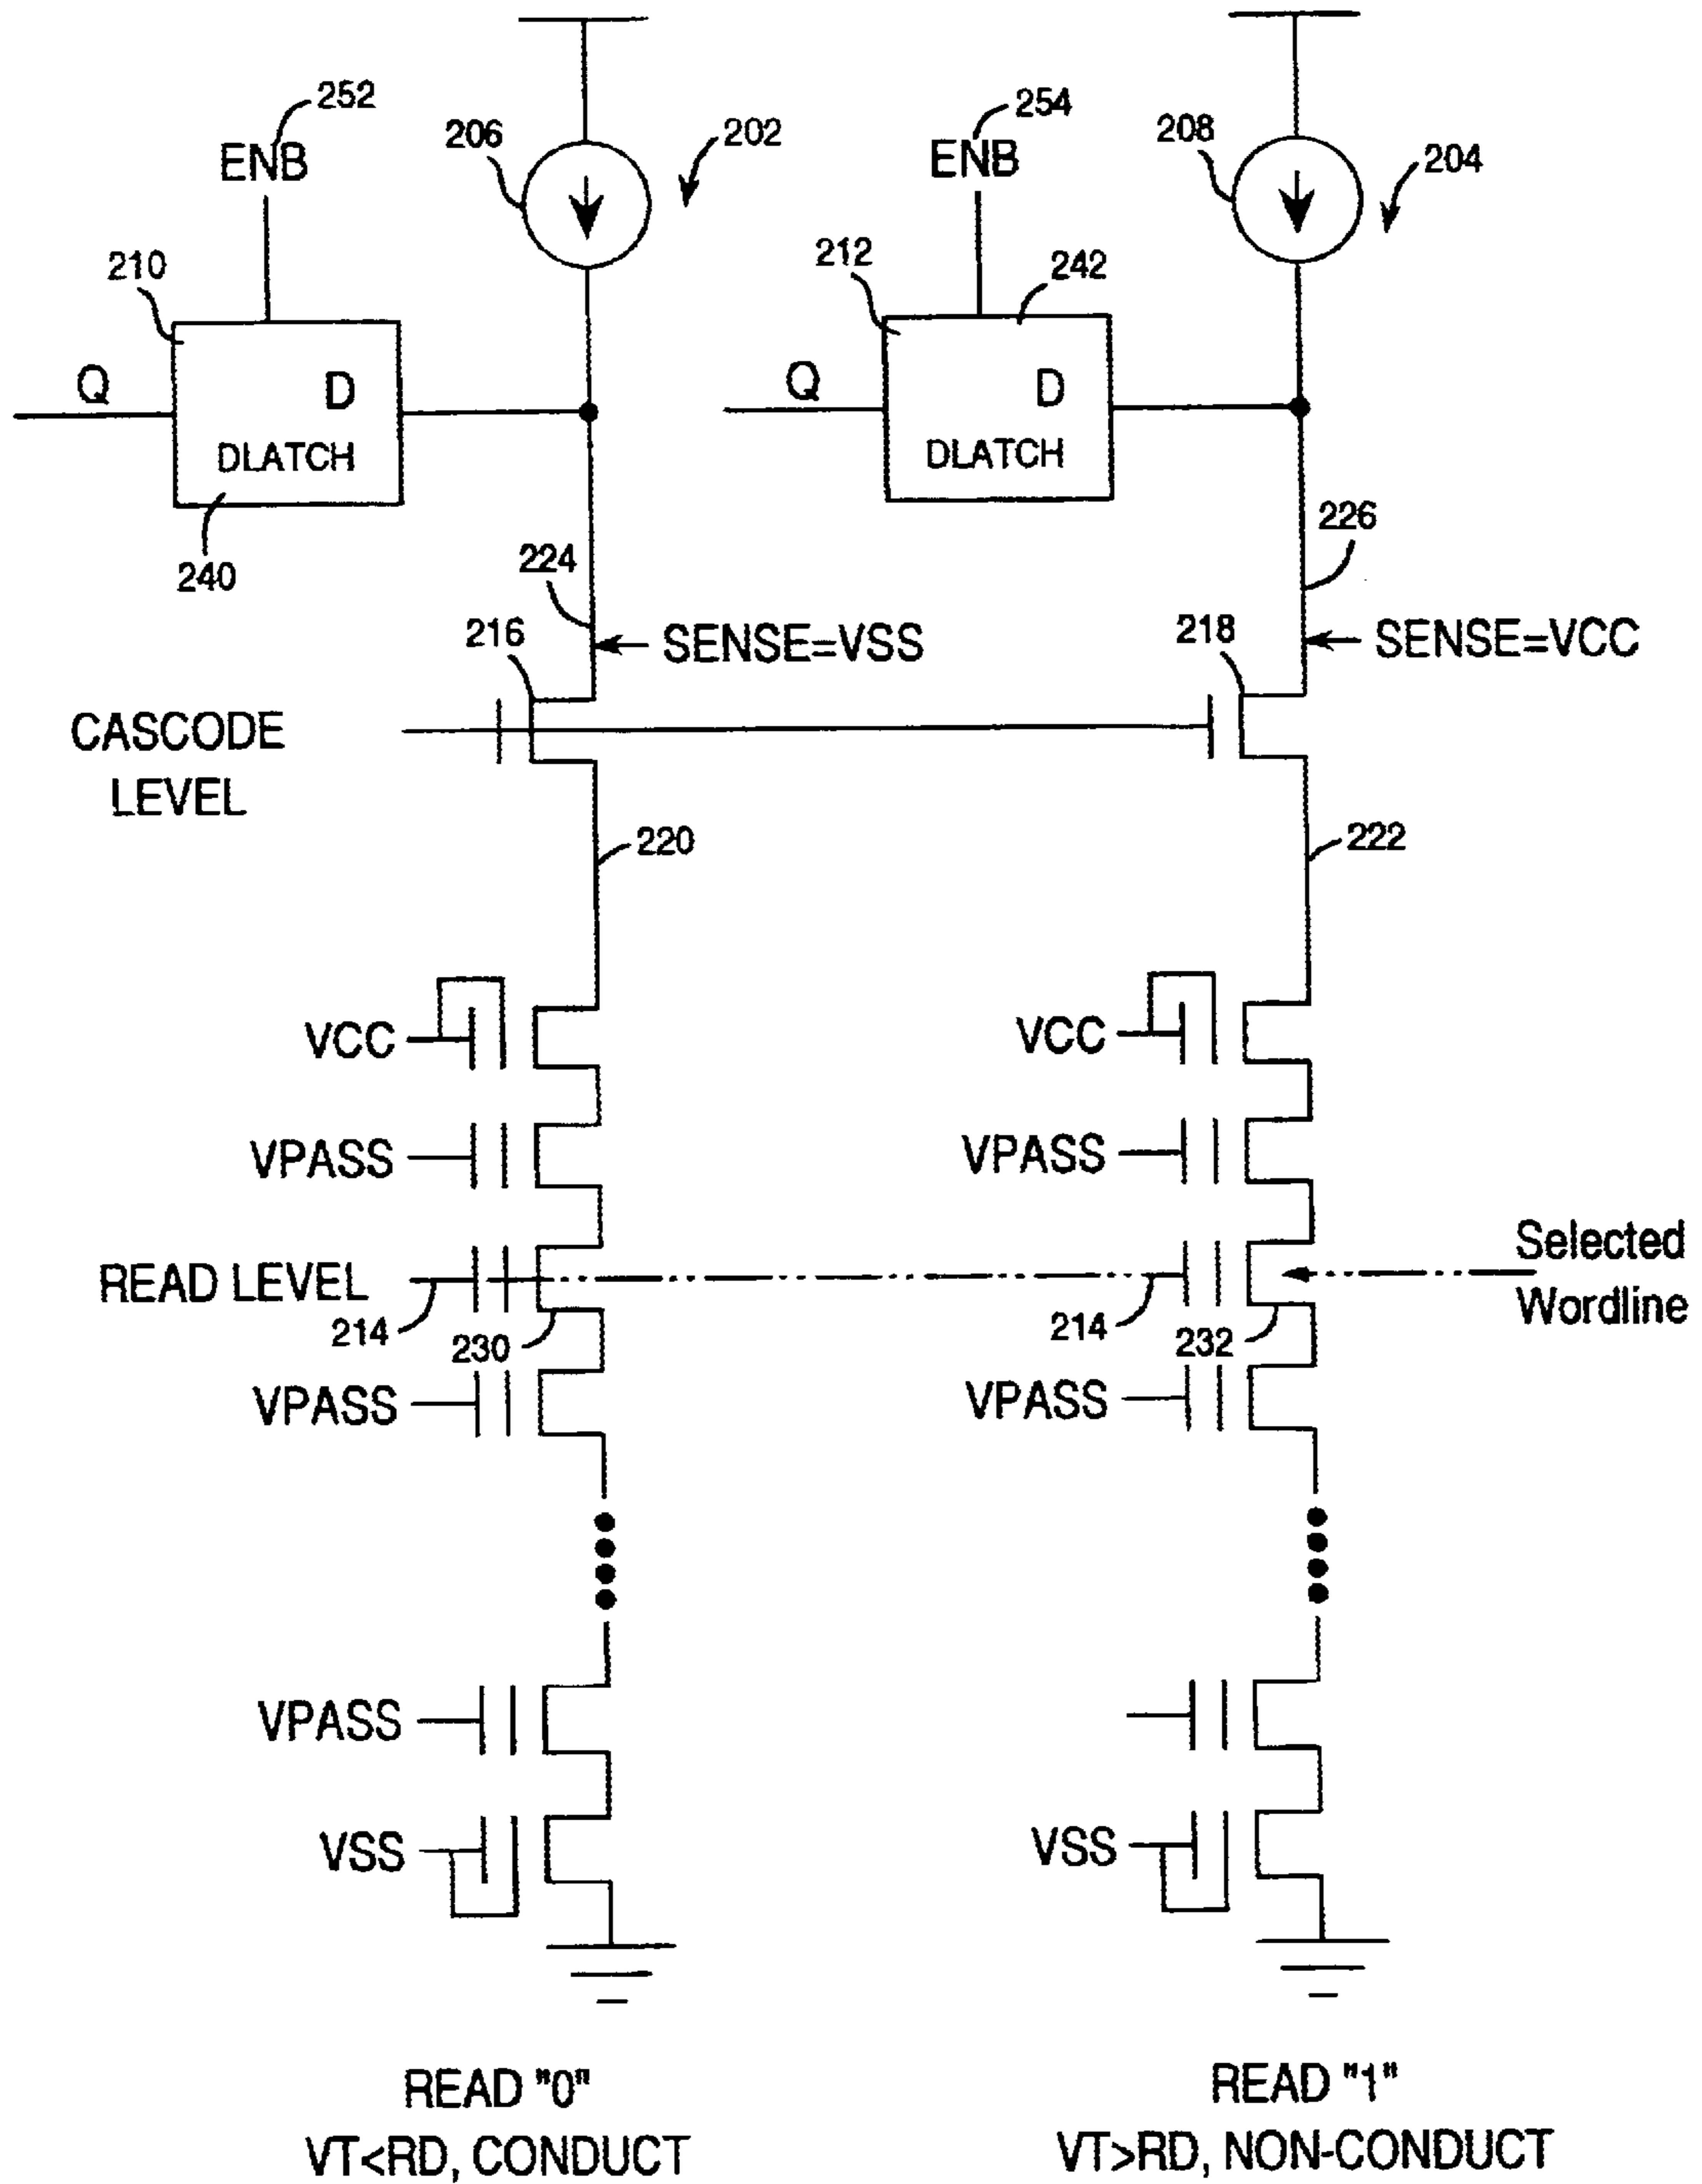 252
ENB
206
202
210
Q
D
DLATCH
240
254
ENB
208
204
212
242
Q
D
DLATCH
224
226
216
SENSE=VSS
218
SENSE=VCC
CASCODE
LEVEL
220
222
VCC
VCC
VPASS
VPASS
READ LEVEL
214
230
214
232
Selected
Wordline
VPASS
VPASS
VPASS
VSS
VSS
READ "0"
VT<RD, CONDUCT
READ "1"
VT>RD, NON-CONDUCT